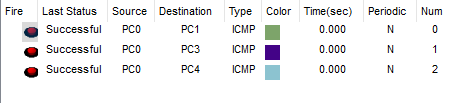 Fire Last Status Source Destination Type Color Time(sec) Periodic Num
Successful PC0 PC1 ICMP 0.000 N 0
Successful PC0 PC3 ICMP 0.000 N 1
Successful PC0 PC4 ICMP 0.000 N 2